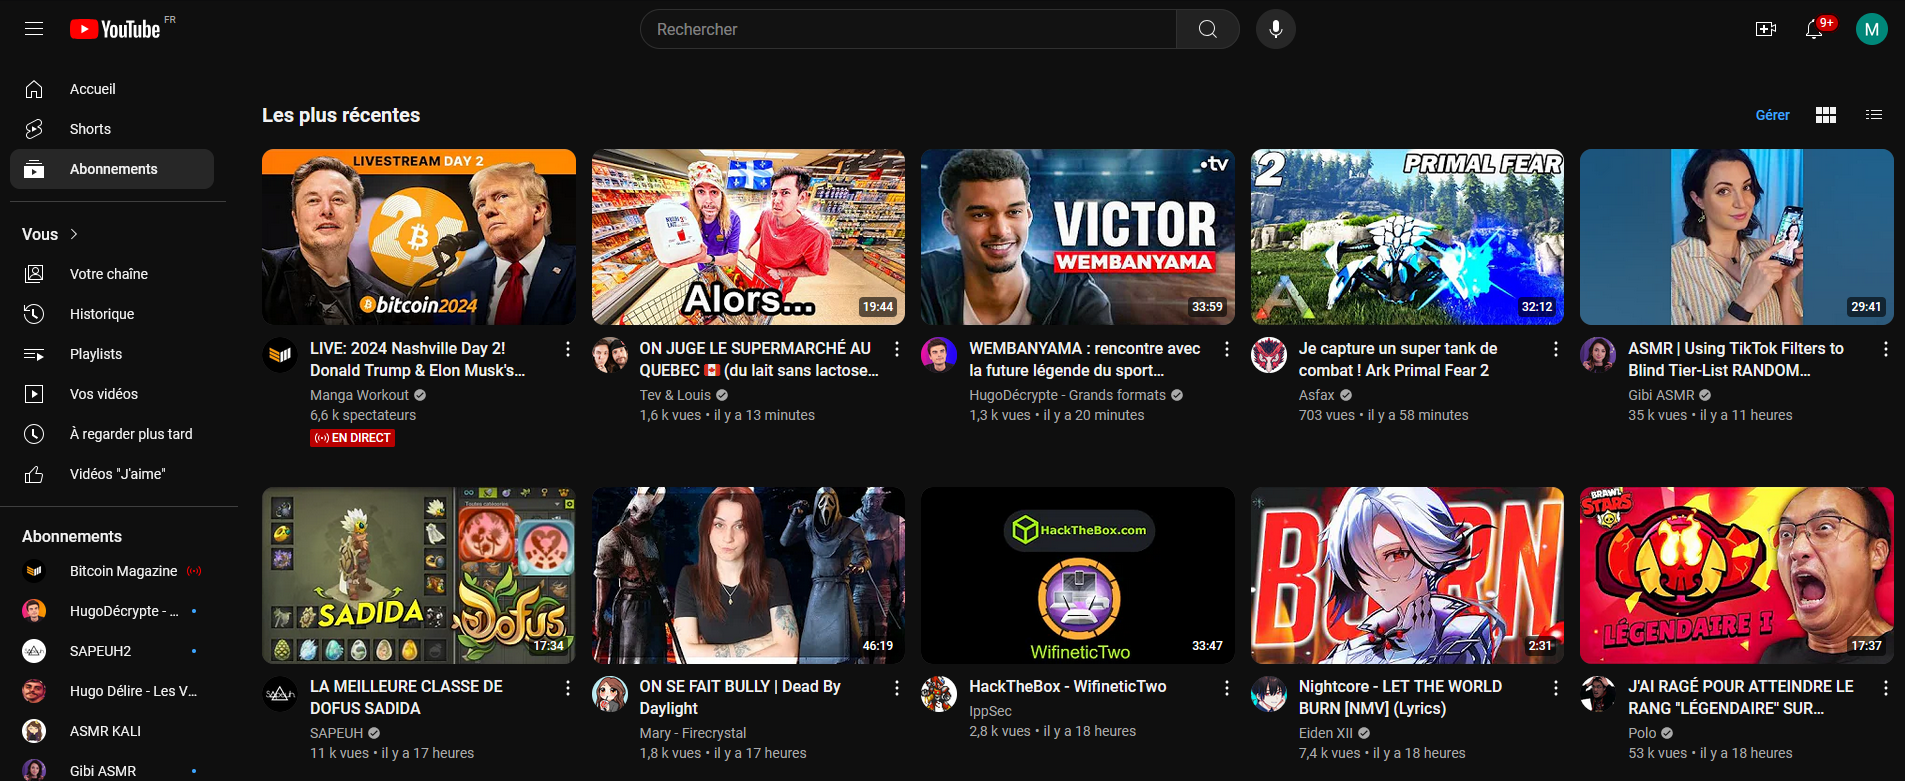 YouTube FR
Rechercher
9+
M
Accueil
Shorts
Abonnements
Vous
Votre chaîne
Historique
Playlists
Vos vidéos
À regarder plus tard
Vidéos "J'aime"
Abonnements
Bitcoin Magazine
HugoDécrypte - ...
SAPEUH2
Hugo Délire - Les V...
ASMR KALI
Gibi ASMR
Les plus récentes
Gérer
LIVESTREAM DAY 2
24
bitcoin2024
LIVE: 2024 Nashville Day 2!
Donald Trump & Elon Musk's...
Manga Workout
6,6 k spectateurs
EN DIRECT
Alors...
19:44
ON JUGE LE SUPERMARCHÉ AU
QUEBEC 🇨🇦 (du lait sans lactose...
Tev & Louis
1,6 k vues • il y a 13 minutes
•tv
VICTOR
WEMBANYAMA
33:59
WEMBANYAMA : rencontre avec
la future légende du sport...
HugoDécrypte - Grands formats
1,3 k vues • il y a 20 minutes
2
PRIMAL FEAR
32:12
Je capture un super tank de
combat ! Ark Primal Fear 2
Asfax
703 vues • il y a 58 minutes
29:41
ASMR | Using TikTok Filters to
Blind Tier-List RANDOM...
Gibi ASMR
35 k vues • il y a 11 heures
Toutes catégories
SADIDA
DOFUS
17:34
LA MEILLEURE CLASSE DE
DOFUS SADIDA
SAPEUH
11 k vues • il y a 17 heures
46:19
ON SE FAIT BULLY | Dead By
Daylight
Mary - Firecrystal
1,8 k vues • il y a 17 heures
HackTheBox.com
WifineticTwo
33:47
HackTheBox - WifineticTwo
IppSec
2,8 k vues • il y a 18 heures
BURN
2:31
Nightcore - LET THE WORLD
BURN [NMV] (Lyrics)
Eiden XII
7,4 k vues • il y a 18 heures
BRAWL
STARS
LÉGENDAIRE I
17:37
J'AI RAGÉ POUR ATTEINDRE LE
RANG "LÉGENDAIRE" SUR...
Polo
53 k vues • il y a 18 heures